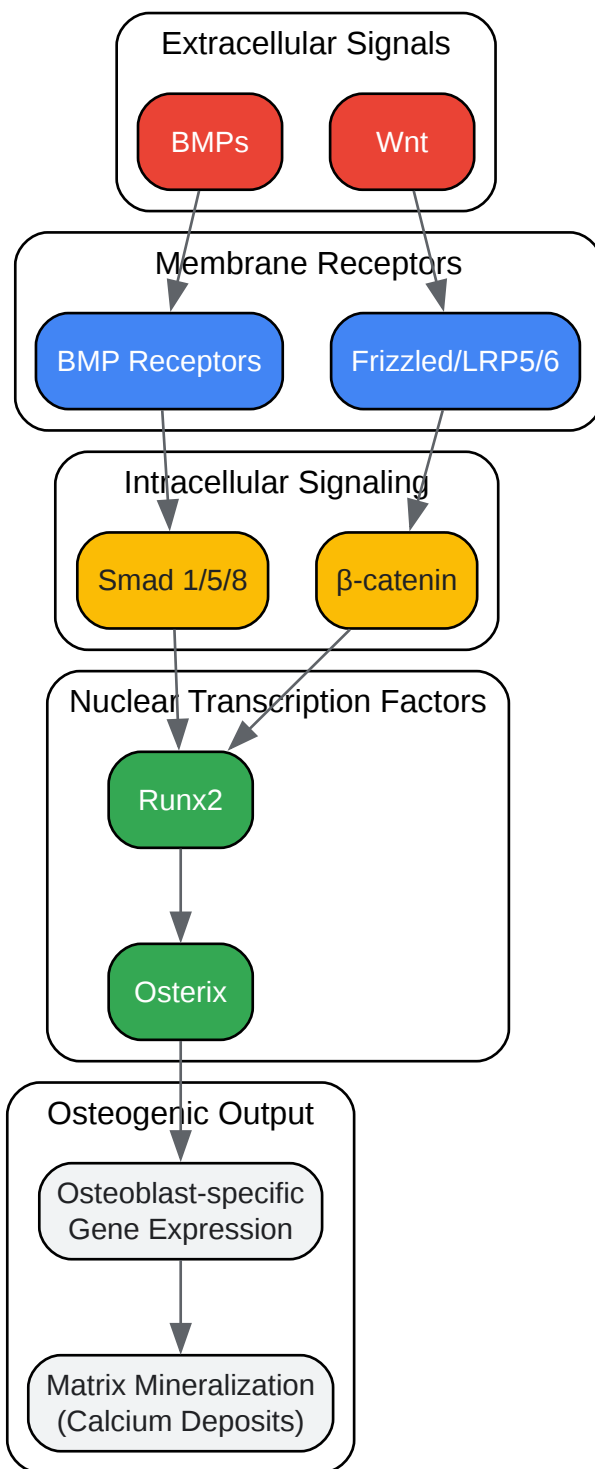 Extracellular Signals
BMPs
Wnt
Membrane Receptors
BMP Receptors
Frizzled/LRP5/6
Intracellular Signaling
Smad 1/5/8
β-catenin
Nuclear Transcription Factors
Runx2
Osterix
Osteogenic Output
Osteoblast-specific
Gene Expression
Matrix Mineralization
(Calcium Deposits)